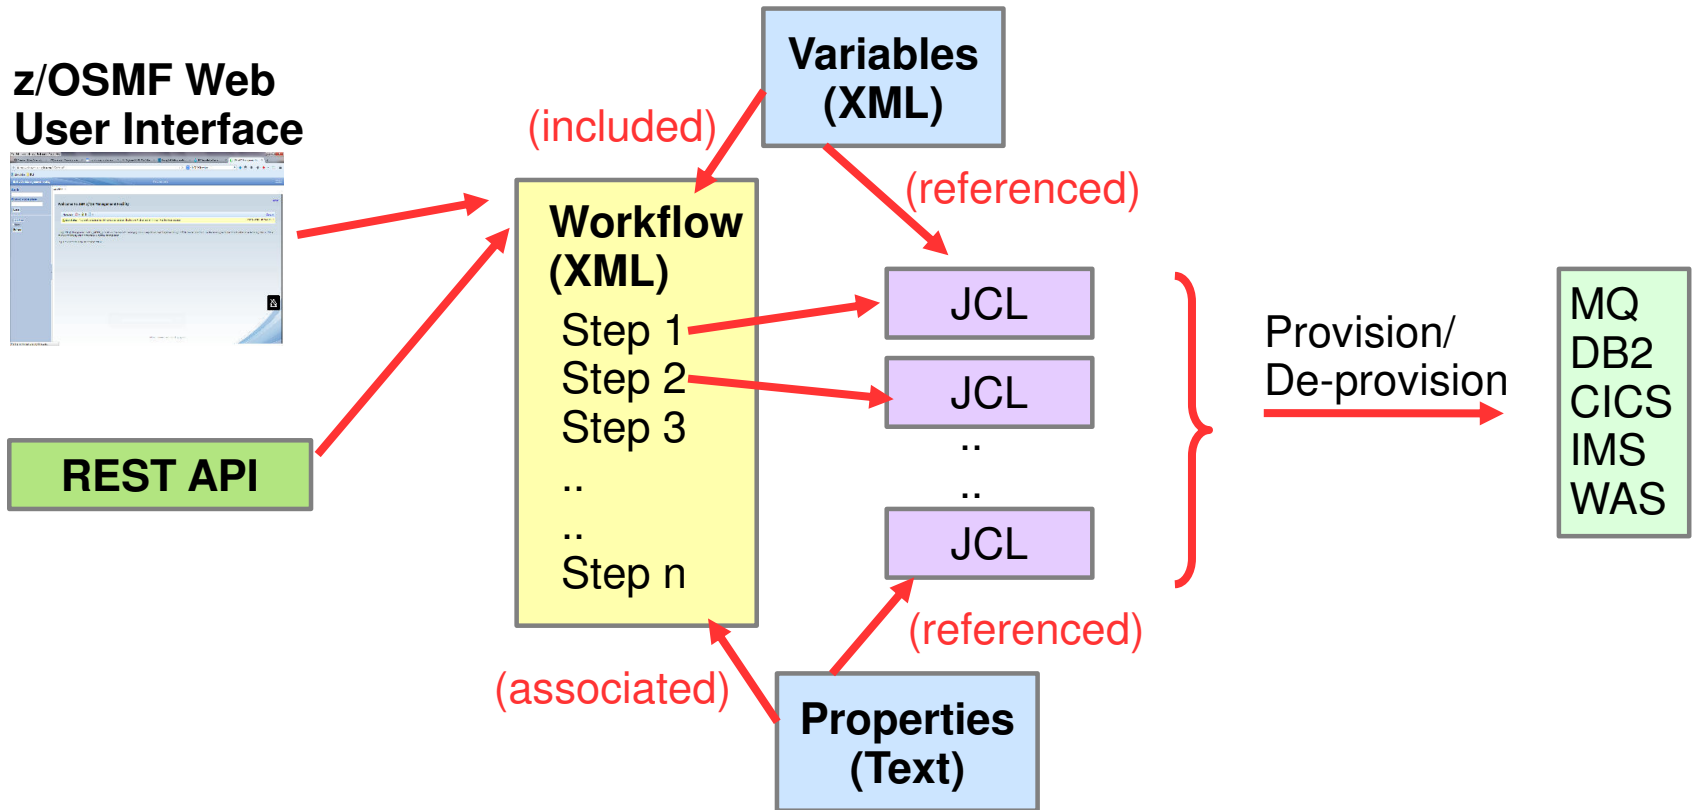 z/OSMF Web
User Interface
REST API
Variables
(XML)
(included)
(referenced)
Workflow
(XML)
Step 1
Step 2
Step 3
..
..
Step n
JCL
JCL
..
..
JCL
(referenced)
(associated)
Properties
(Text)
Provision/
De-provision
MQ
DB2
CICS
IMS
WAS